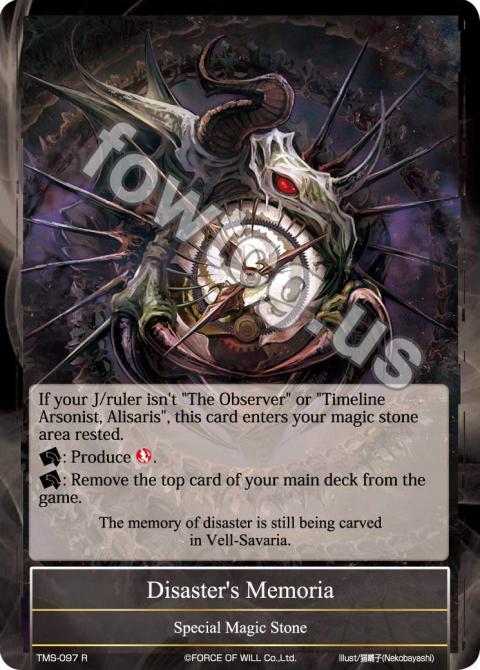 If your J/ruler isn't "The Observer" or "Timeline
Arsonist, Alisaris", this card enters your magic stone
area rested.
: Produce .
: Remove the top card of your main deck from the
game.
The memory of disaster is still being carved
in Vell-Savaria.
Disaster's Memoria
Special Magic Stone
TMS-097 R ©FORCE OF WILL Co.,Ltd. Illust/猫囃子(Nekobayashi)
fowtcg.us